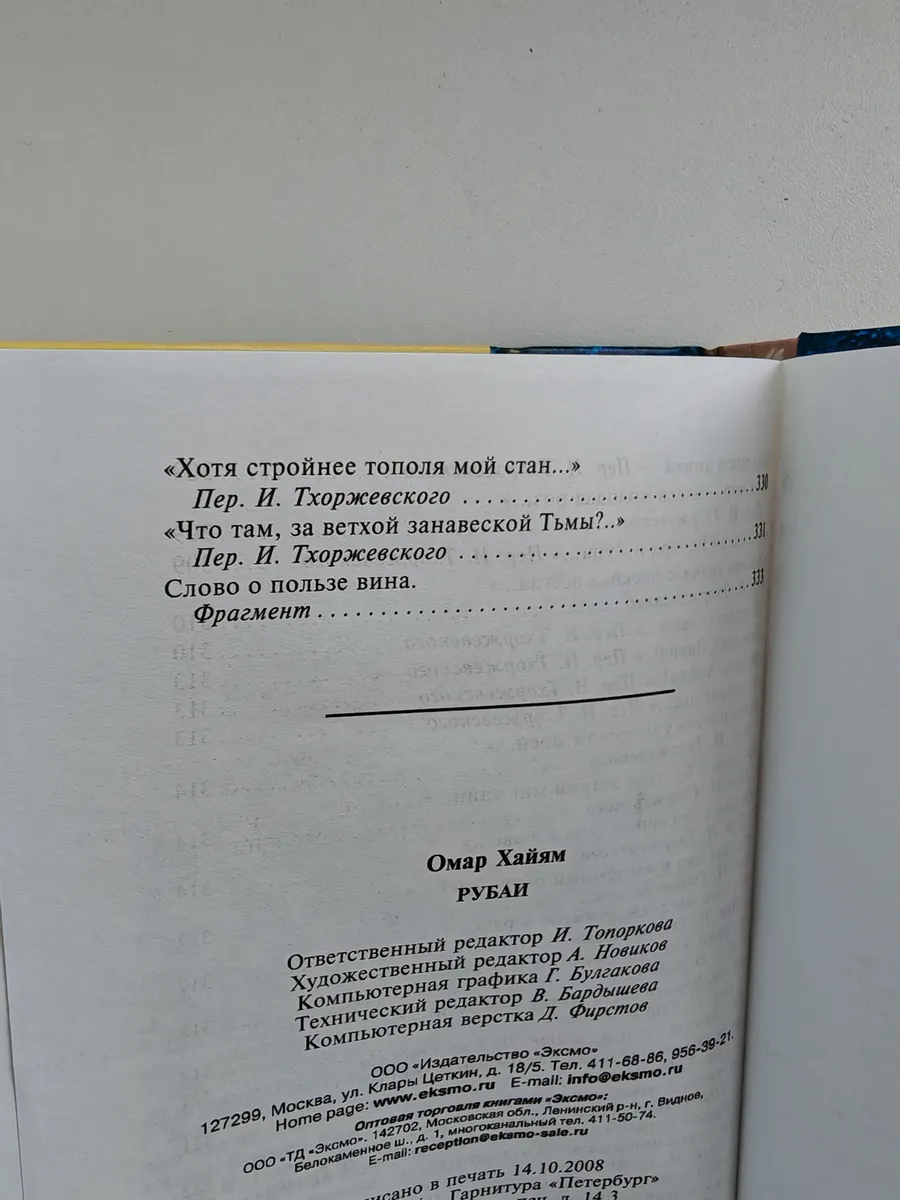 «Хотя стройнее тополя мой стан...»
Пер. И. Тхоржевского ........................ 330
«Что там, за ветхой занавеской Тьмы?..»
Пер. И. Тхоржевского ........................ 331
Слово о пользе вина.
Фрагмент ........................ 333
Омар Хайям
РУБАИ
Ответственный редактор И. Топоркова
Художественный редактор А. Новиков
Компьютерная графика Г. Булгакова
Технический редактор В. Бардышева
Компьютерная верстка Д. Фирстов
ООО «Издательство «Эксмо»
127299, Москва, ул. Клары Цеткин, д. 18/5. Тел. 411-68-86, 956-39-21.
Home page: www.eksmo.ru E-mail: info@eksmo.ru
Оптовая торговля книгами «Эксмо»:
ООО «ТД «Эксмо». 142702, Московская обл., Ленинский р-н, г. Видное,
Белокаменное ш., д. 1, многоканальный тел. 411-50-74.
E-mail: reception@eksmo-sale.ru
в печать 14.10.2008
Гарнитура «Петербург»
л. 14,3